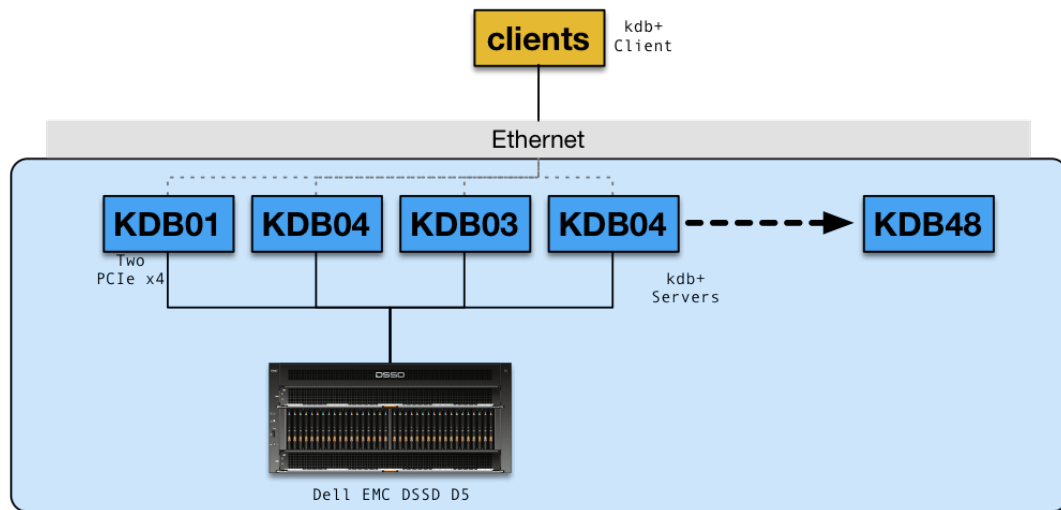 clients
kdb+
Client
Ethernet
KDB01
KDB04
KDB03
KDB04
KDB48
Two
PCIe x4
kdb+
Servers
DSSD
Dell EMC DSSD D5